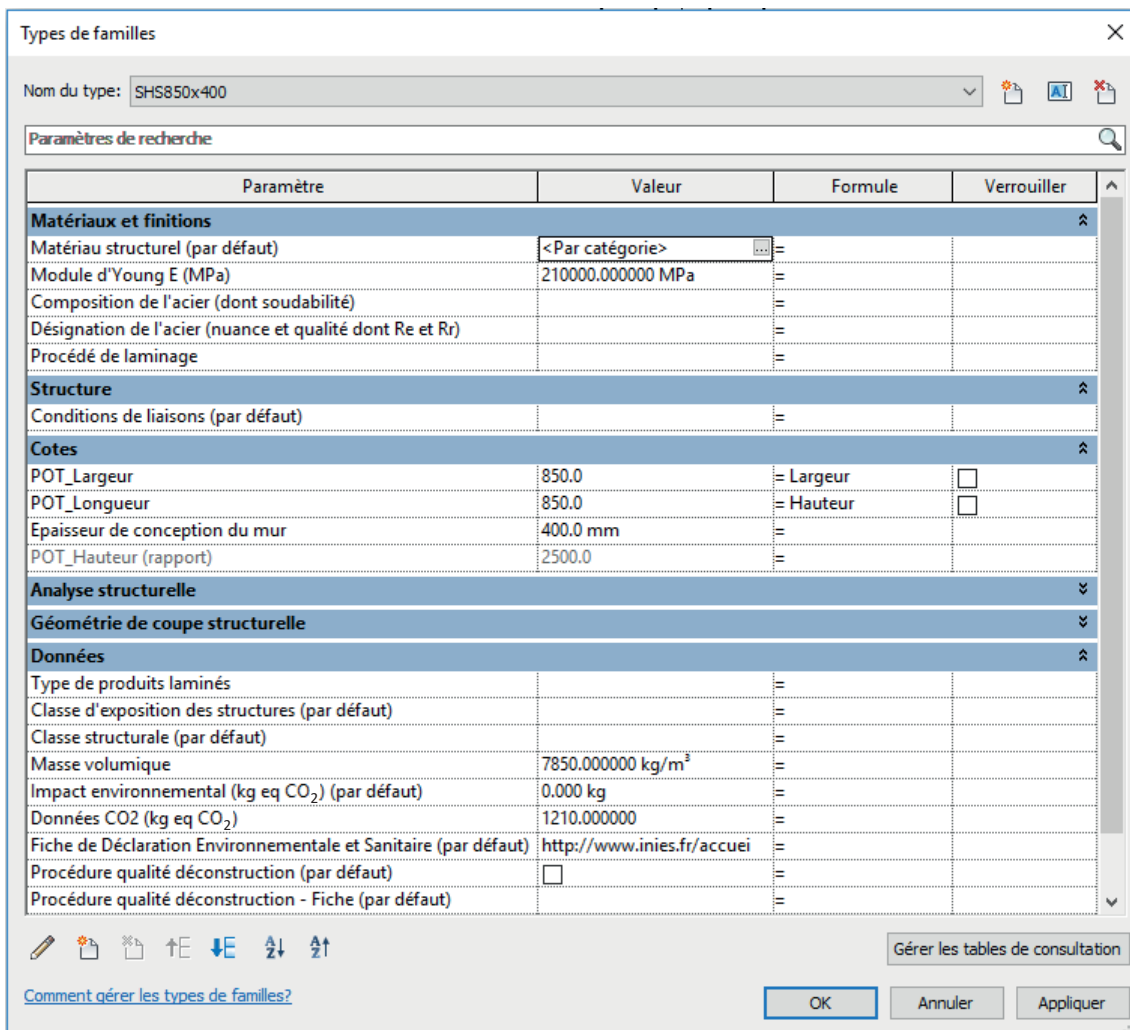 Types de familles
Nom du type: SHS850x400
Paramètres de recherche
Paramètre Valeur Formule Verrouiller
Matériaux et finitions
Matériau structurel (par défaut) <Par catégorie> ... =
Module d'Young E (MPa) 210000.000000 MPa =
Composition de l'acier (dont soudabilité) =
Désignation de l'acier (nuance et qualité dont Re et Rr) =
Procédé de laminage =
Structure
Conditions de liaisons (par défaut) =
Cotes
POT_Largeur 850.0 = Largeur
POT_Longueur 850.0 = Hauteur
Epaisseur de conception du mur 400.0 mm =
POT_Hauteur (rapport) 2500.0 =
Analyse structurelle
Géométrie de coupe structurelle
Données
Type de produits laminés =
Classe d'exposition des structures (par défaut) =
Classe structurale (par défaut) =
Masse volumique 7850.000000 kg/m³ =
Impact environnemental (kg eq CO₂) (par défaut) 0.000 kg =
Données CO2 (kg eq CO₂) 1210.000000 =
Fiche de Déclaration Environnementale et Sanitaire (par défaut) http://www.inies.fr/accuei =
Procédure qualité déconstruction (par défaut) =
Procédure qualité déconstruction - Fiche (par défaut) =
Gérer les tables de consultation
Comment gérer les types de familles?
OK Annuler Appliquer